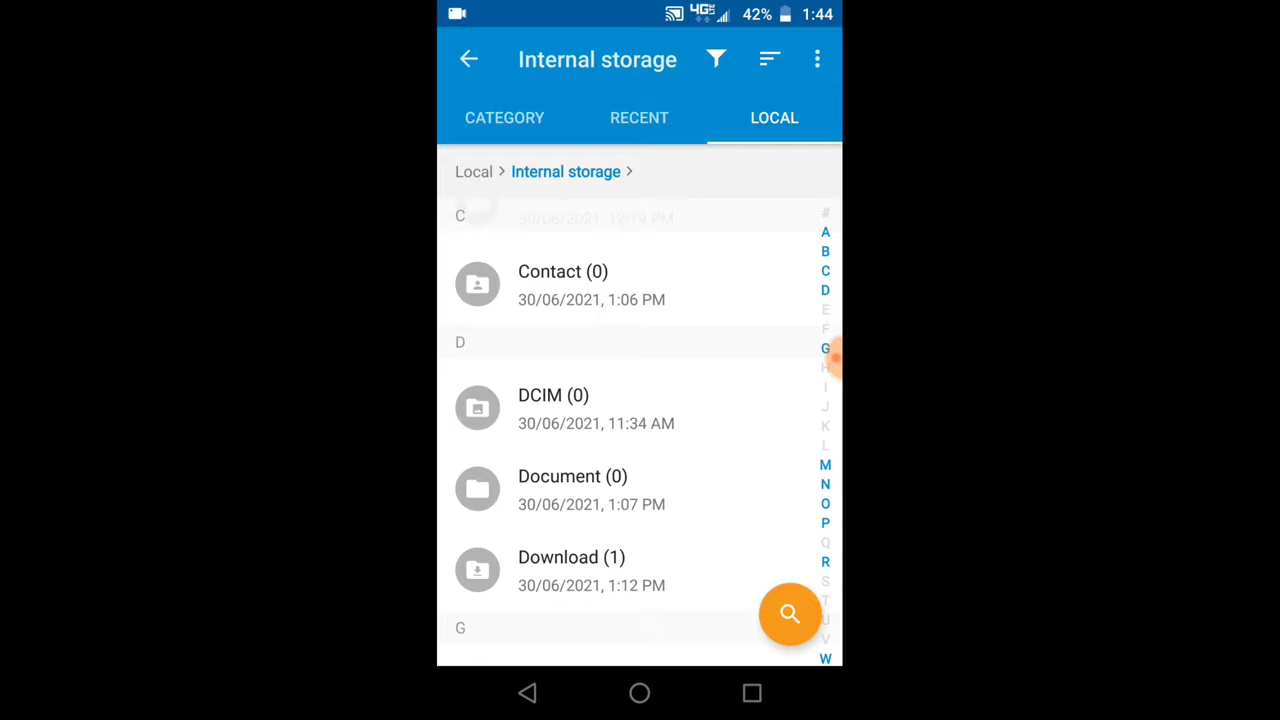 4G LTE 42% 1:44
Internal storage
CATEGORY RECENT LOCAL
Local > Internal storage >
30/06/2021, 12:19 PM
C
Contact (0)
30/06/2021, 1:06 PM
D
DCIM (0)
30/06/2021, 11:34 AM
Document (0)
30/06/2021, 1:07 PM
Download (1)
30/06/2021, 1:12 PM
G
#
A
B
C
D
E
F
G
H
I
J
K
L
M
N
O
P
Q
R
S
T
U
V
W